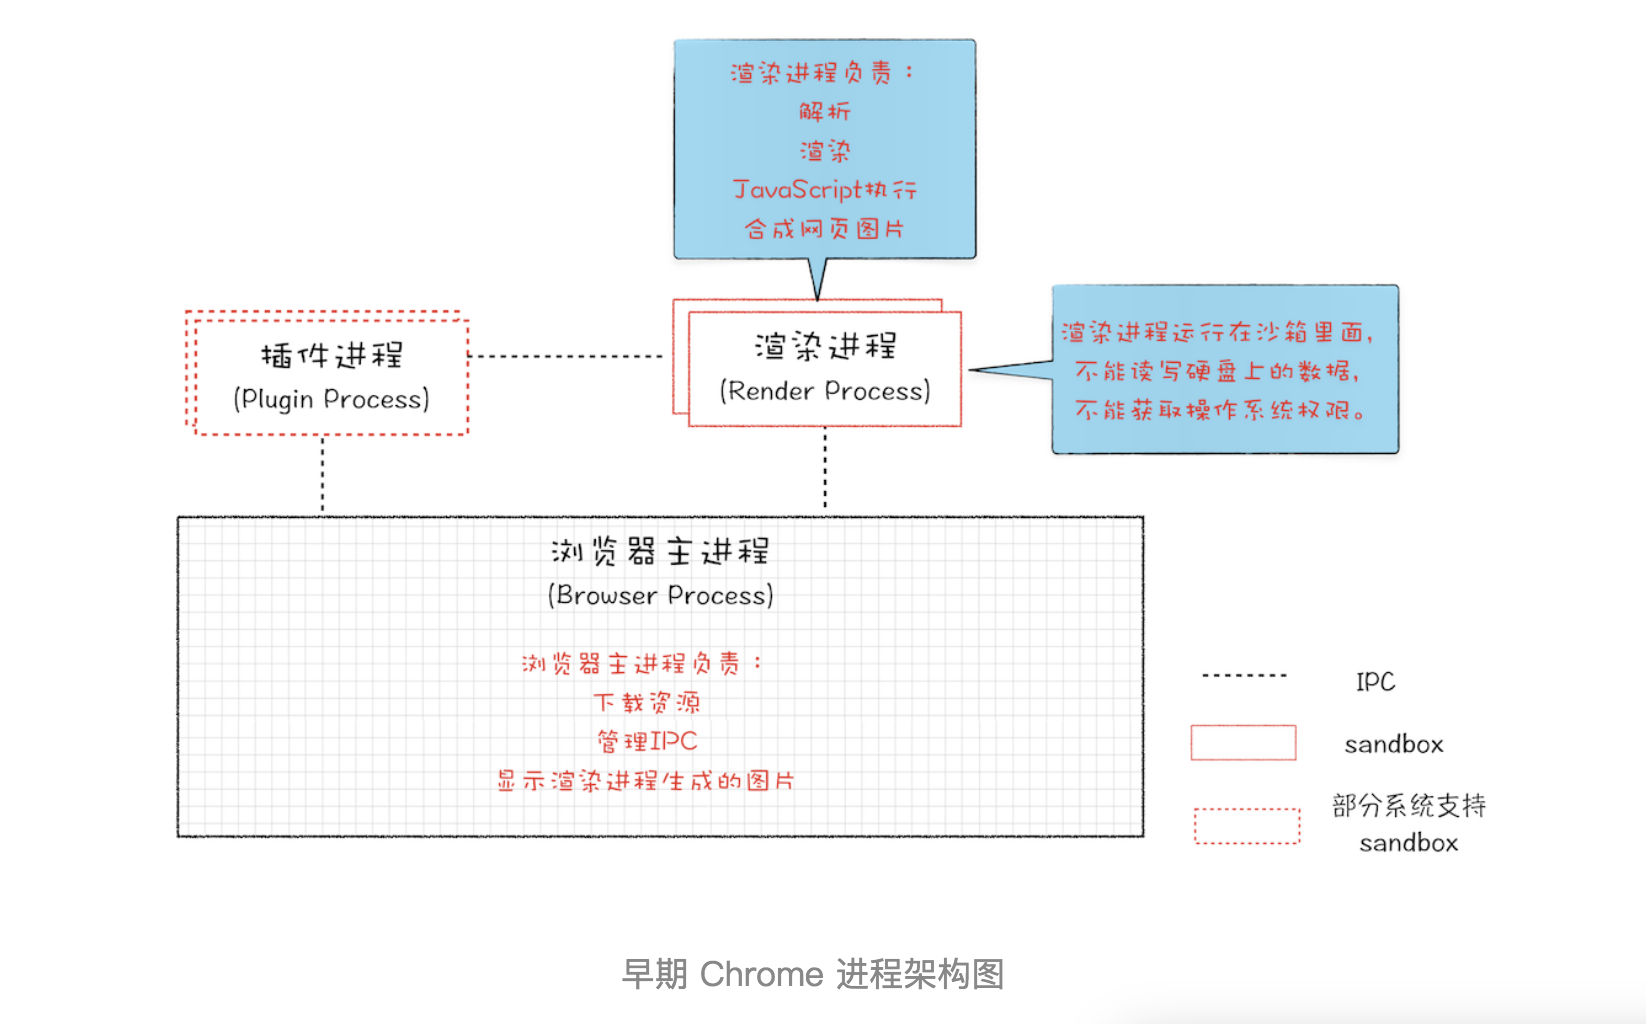 渲染进程负责：
解析
渲染
JavaScript执行
合成网页图片
插件进程
(Plugin Process)
渲染进程
(Render Process)
渲染进程运行在沙箱里面，
不能读写硬盘上的数据，
不能获取操作系统权限。
浏览器主进程
(Browser Process)
浏览器主进程负责：
下载资源
管理IPC
显示渲染进程生成的图片
IPC
sandbox
部分系统支持
sandbox
早期 Chrome 进程架构图